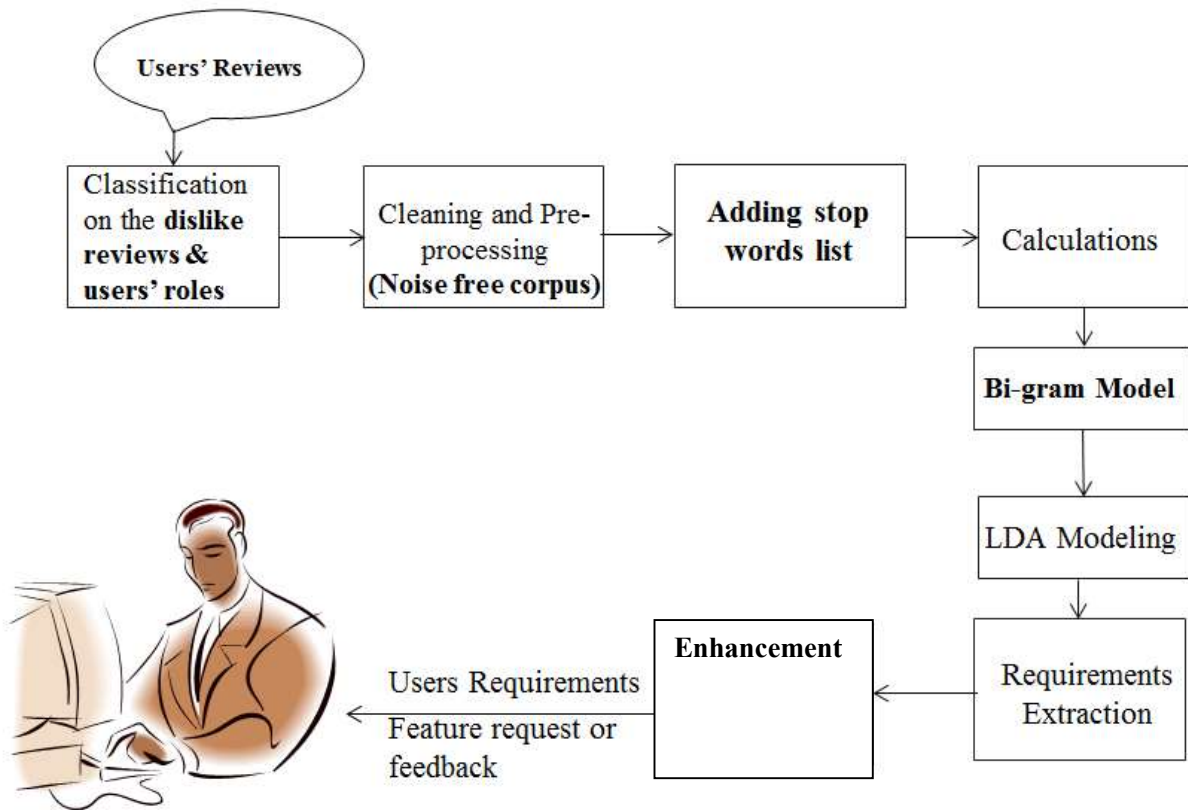 Users’ Reviews
Classification
on the dislike
reviews &
users’ roles
Cleaning and Pre-
processing
(Noise free corpus)
Adding stop
words list
Calculations
Bi-gram Model
LDA Modeling
Requirements
Extraction
Enhancement
Users Requirements
Feature request or
feedback